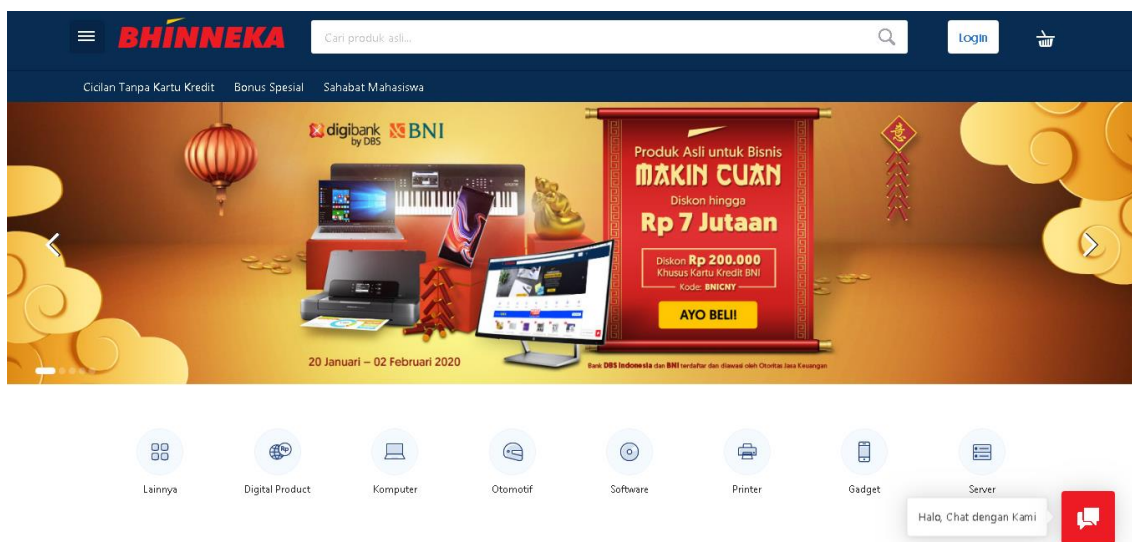 BHINNEKA
Cari produk asli...
Login
Cicilan Tanpa Kartu Kredit Bonus Spesial Sahabat Mahasiswa
digibank
by DBS
BNI
Produk Asli untuk Bisnis
MAKIN CUAN
Diskon hingga
Rp 7 Jutaan
Diskon Rp 200.000
Khusus Kartu Kredit BNI
Kode: BNICNY
AYO BELI!
20 Januari – 02 Februari 2020
Bank DBS Indonesia dan BNI terdaftar dan diawasi oleh Otoritas Jasa Keuangan
Rp
Lainnya Digital Product Komputer Otomotif Software Printer Gadget Server
Halo, Chat dengan Kami